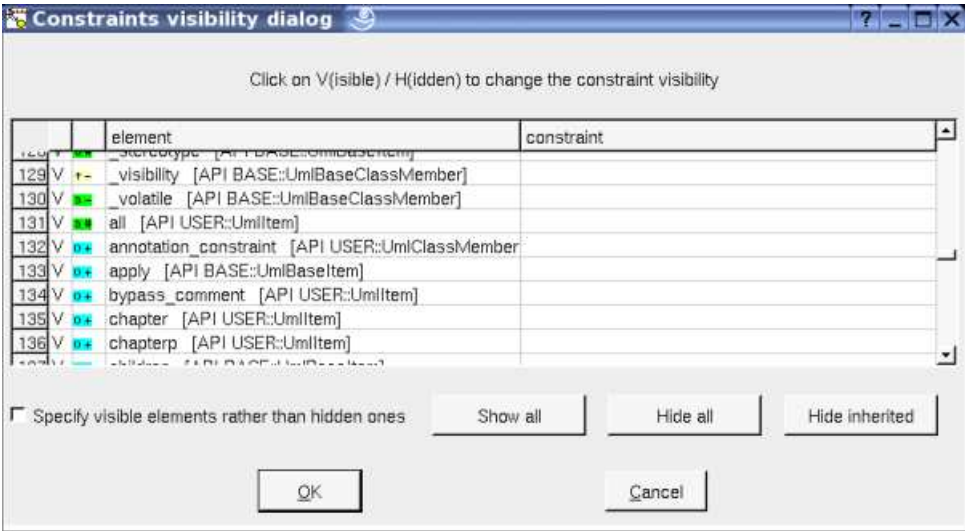 Constraints visibility dialog
Click on V(isible) / H(idden) to change the constraint visibility
element constraint
129 V _visibility [API BASE::UmlBaseClassMember]
130 V _volatile [API BASE::UmlBaseClassMember]
131 V all [API USER::UmlItem]
132 V annotation_constraint [API USER::UmlClassMember
133 V apply [API BASE::UmlBaseItem]
134 V bypass_comment [API USER::UmlItem]
135 V chapter [API USER::UmlItem]
136 V chapterp [API USER::UmlItem]
Specify visible elements rather than hidden ones Show all Hide all Hide inherited
OK Cancel